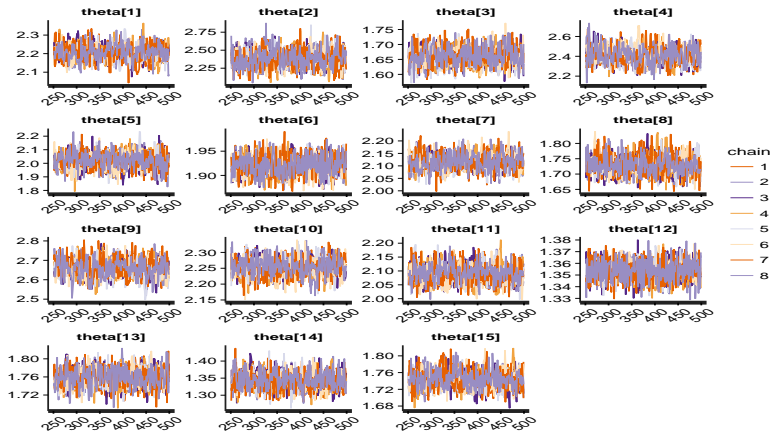 theta[1] theta[2] theta[3] theta[4]
2.3 2.2 2.1
2.75 2.50 2.25
1.75 1.70 1.65 1.60
2.6 2.4 2.2
250 300 350 400 450 500 250 300 350 400 450 500 250 300 350 400 450 500 250 300 350 400 450 500
theta[5] theta[6] theta[7] theta[8]
2.2 2.1 2.0 1.9 1.8
1.95 1.90
2.20 2.15 2.10 2.05 2.00
1.80 1.75 1.70 1.65
250 300 350 400 450 500 250 300 350 400 450 500 250 300 350 400 450 500 250 300 350 400 450 500
theta[9] theta[10] theta[11] theta[12]
2.8 2.7 2.6 2.5
2.30 2.25 2.20 2.15
2.20 2.15 2.10 2.05 2.00
1.38 1.37 1.36 1.35 1.34 1.33
250 300 350 400 450 500 250 300 350 400 450 500 250 300 350 400 450 500 250 300 350 400 450 500
theta[13] theta[14] theta[15]
1.80 1.76 1.72
1.40 1.35 1.30
1.80 1.76 1.72 1.68
250 300 350 400 450 500 250 300 350 400 450 500 250 300 350 400 450 500
chain
1
2
3
4
5
6
7
8